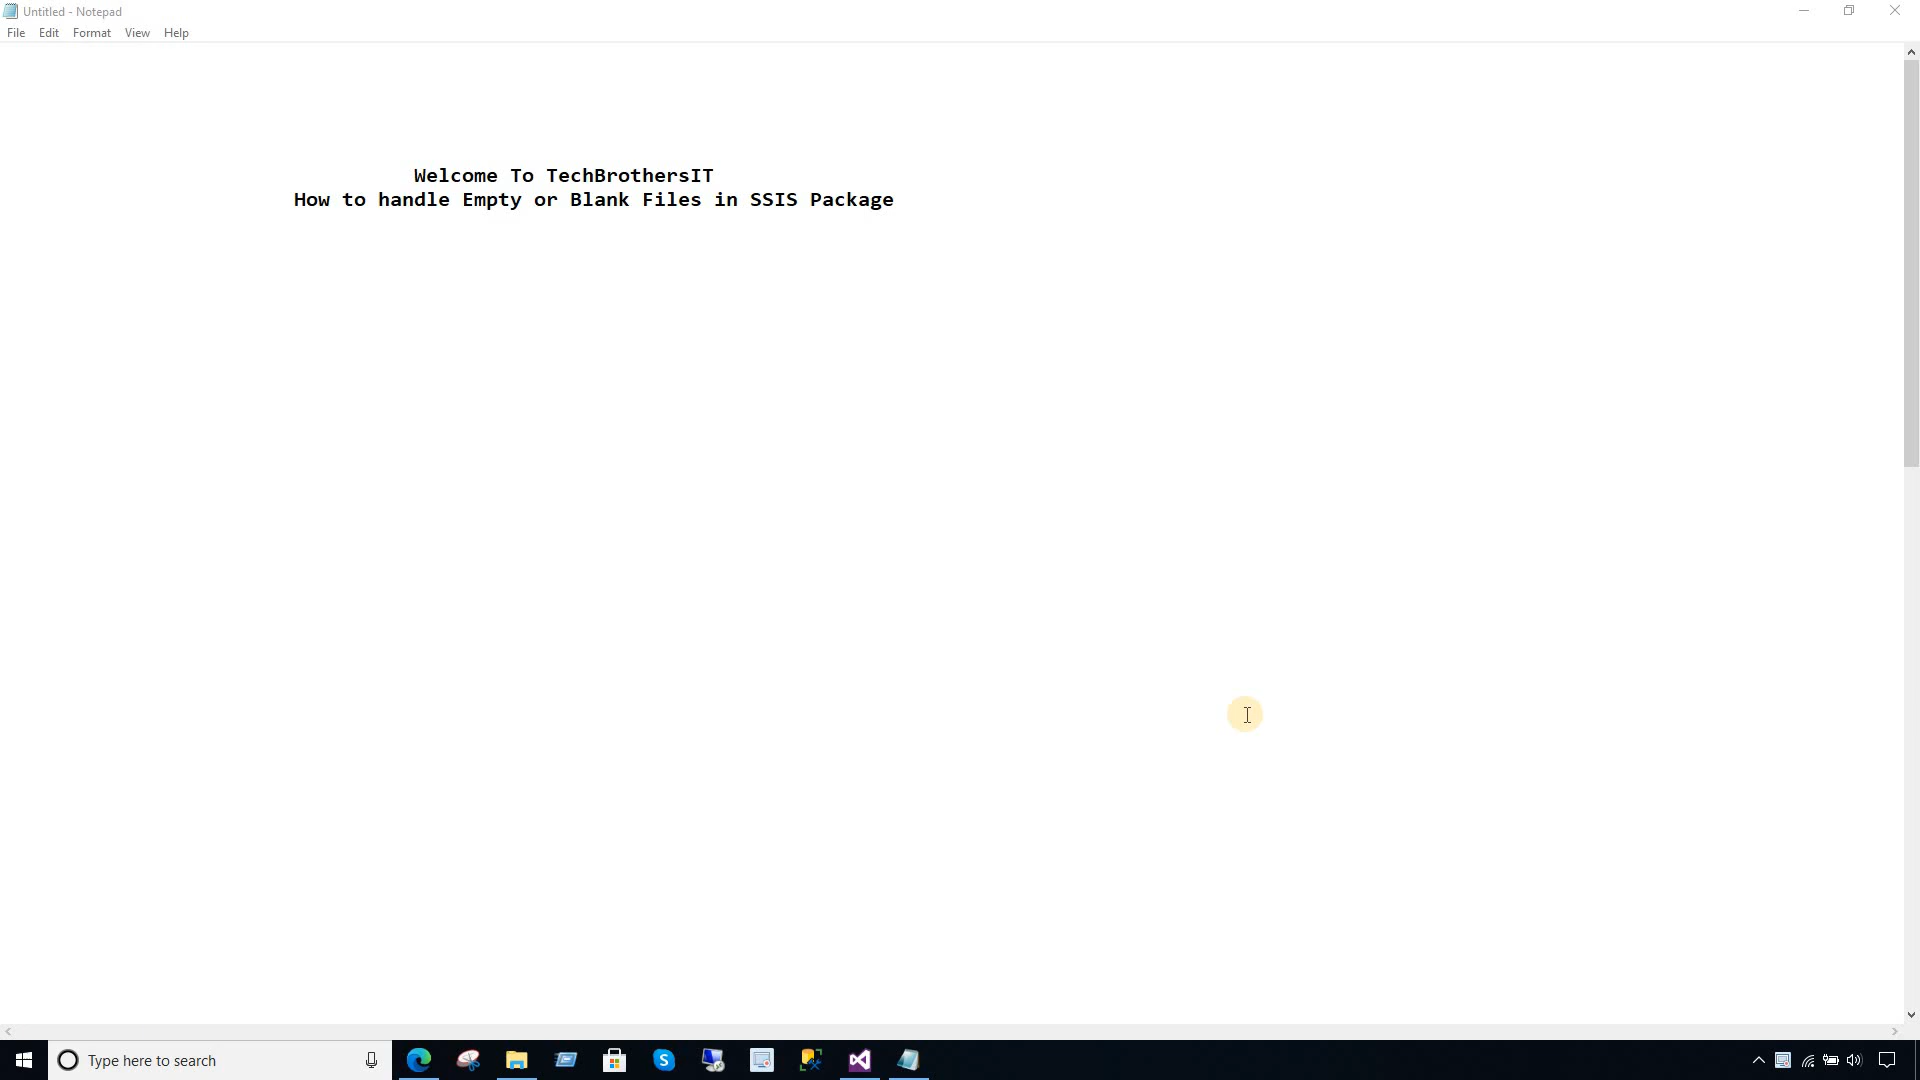 Untitled - Notepad
File Edit Format View Help
Welcome To TechBrothersIT
How to handle Empty or Blank Files in SSIS Package
Type here to search